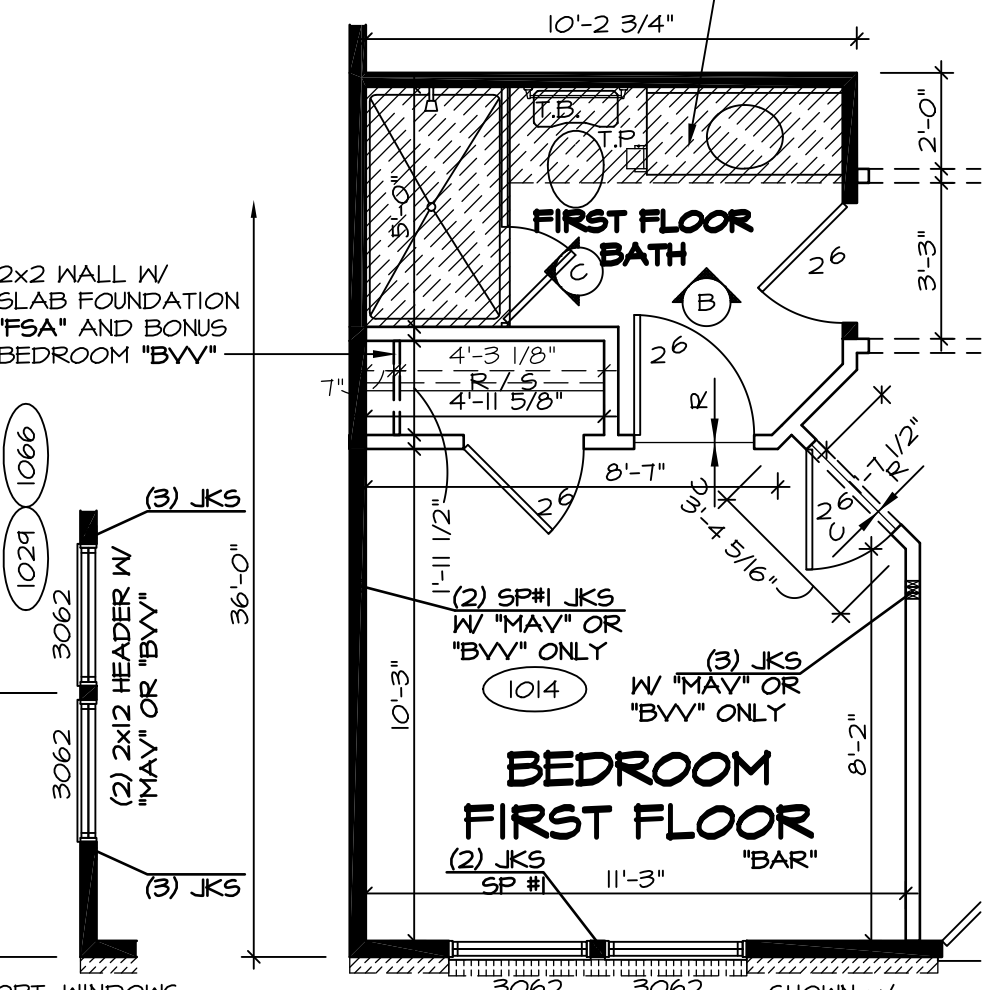 10'-2 3/4"
2'-0"
T.B.
T.P.
5'-0"
FIRST FLOOR
BATH
C
B
2⁶
3'-3"
2x2 WALL W/
SLAB FOUNDATION
"FSA" AND BONUS
BEDROOM "BVV"
4'-3 1/8"
R / S
7"
4'-11 5/8"
2⁶
R
C
8'-7"
2⁶
2⁶
R
C
3'-4 5/16"
1'-11 1/2"
1066
1029
(3) JKS
3062
3062
(2) 2x12 HEADER W/
"MAV" OR "BVV"
(3) JKS
36'-0"
(2) SP#1 JKS
W/ "MAV" OR
"BVV" ONLY
1014
(3) JKS
W/ "MAV" OR
"BVV" ONLY
10'-3"
8'-2"
BEDROOM
FIRST FLOOR
"BAR"
(2) JKS
SP #1
11'-3"
3062
3062
WINDOWS
SHOWN